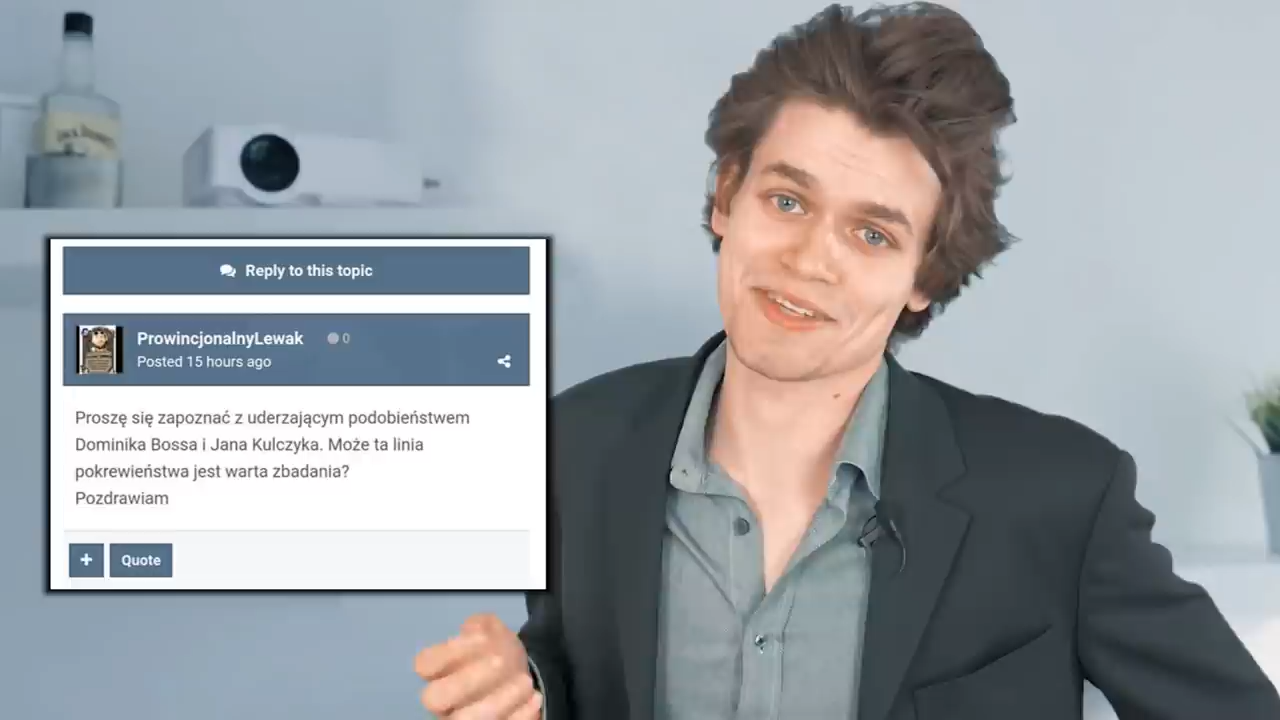 Reply to this topic
ProwincjonalnyLewak
0
Posted 15 hours ago
Proszę się zapoznać z uderzającym podobieństwem
Dominika Bossa i Jana Kulczyka. Może ta linia
pokrewieństwa jest warta zbadania?
Pozdrawiam
+
Quote